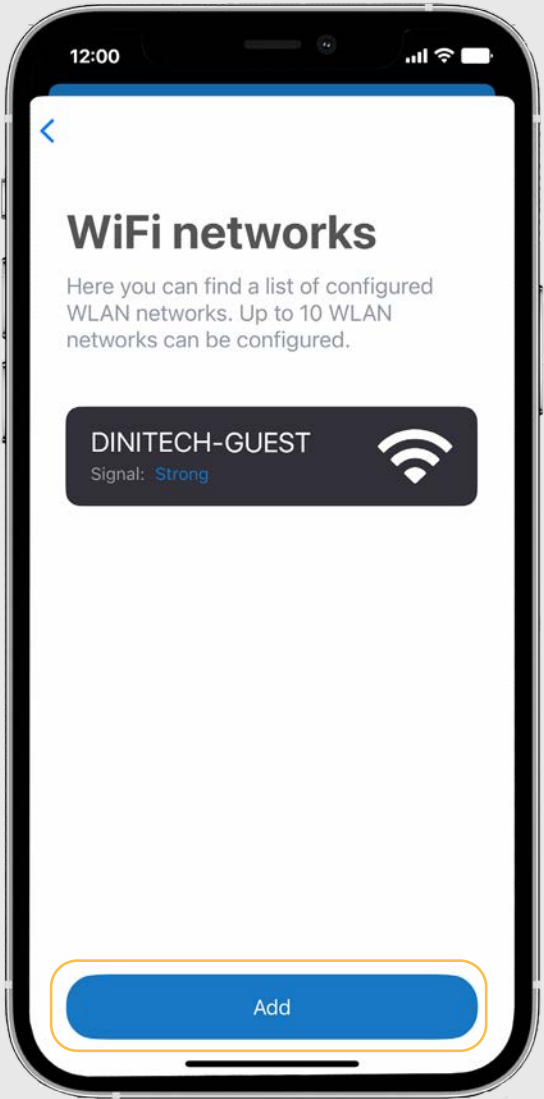 12:00
WiFi networks
Here you can find a list of configured
WLAN networks. Up to 10 WLAN
networks can be configured.
DINITECH-GUEST
Signal: Strong
Add